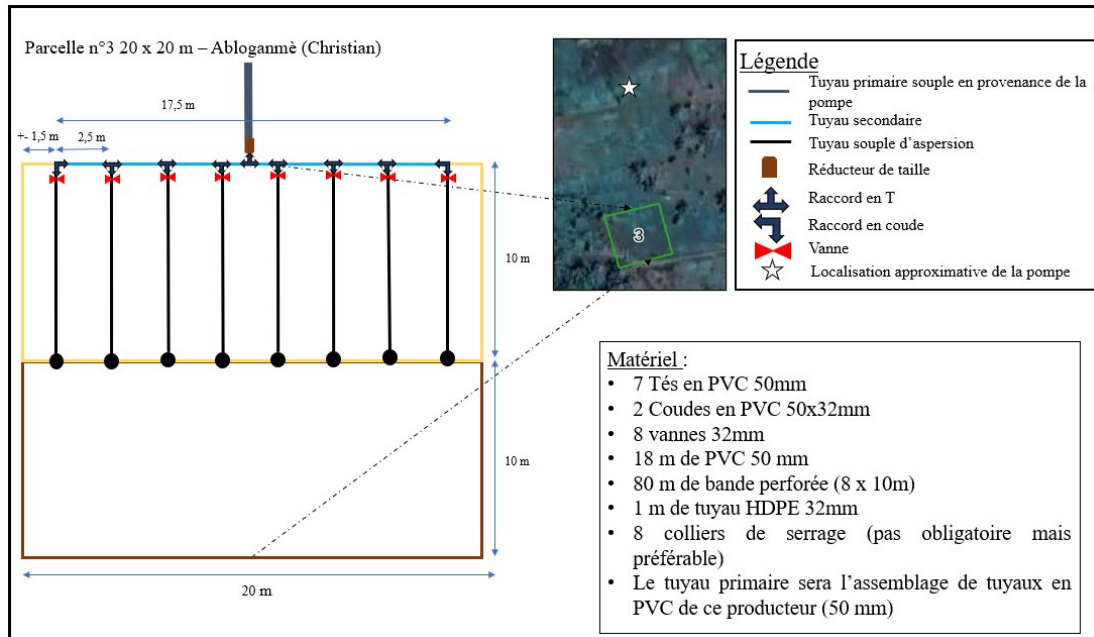 Parcelle n°3 20 x 20 m – Abloganmè (Christian)
17,5 m
+- 1,5 m
2,5 m
10 m
10 m
20 m
3
Légende
Tuyau primaire souple en provenance de la
pompe
Tuyau secondaire
Tuyau souple d'aspersion
Réducteur de taille
Raccord en T
Raccord en coude
Vanne
Localisation approximative de la pompe
Matériel :
• 7 Tés en PVC 50mm
• 2 Coudes en PVC 50x32mm
• 8 vannes 32mm
• 18 m de PVC 50 mm
• 80 m de bande perforée (8 x 10m)
• 1 m de tuyau HDPE 32mm
• 8 colliers de serrage (pas obligatoire mais
préférable)
• Le tuyau primaire sera l'assemblage de tuyaux en
PVC de ce producteur (50 mm)